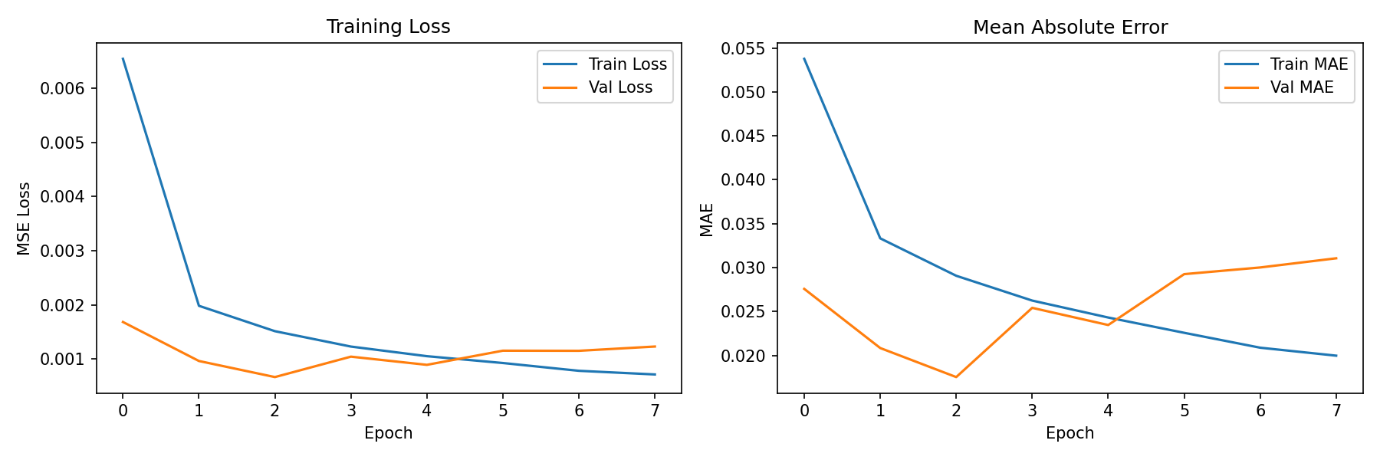 Training Loss
Train Loss
Val Loss
MSE Loss
0.006
0.005
0.004
0.003
0.002
0.001
0 1 2 3 4 5 6 7
Epoch
Mean Absolute Error
Train MAE
Val MAE
MAE
0.055
0.050
0.045
0.040
0.035
0.030
0.025
0.020
0 1 2 3 4 5 6 7
Epoch